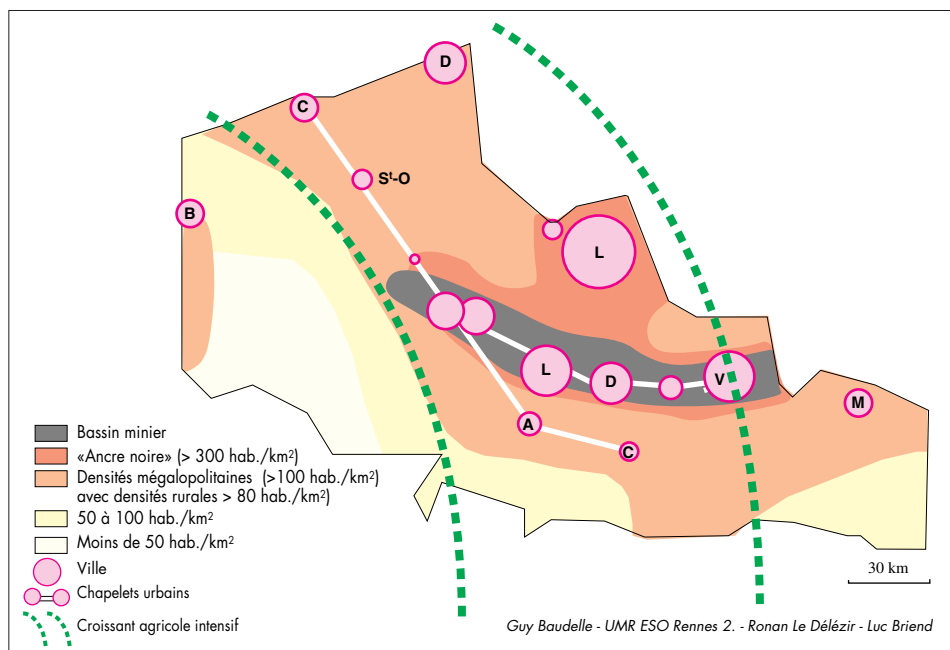 D
C
Sᵗ-O
B
L
L
D
V
M
A
C
Bassin minier
«Ancre noire» (> 300 hab./km²)
Densités mégalopolitaines (>100 hab./km²)
avec densités rurales > 80 hab./km²)
50 à 100 hab./km²
Moins de 50 hab./km²
Ville
Chapelets urbains
Croissant agricole intensif
30 km
Guy Baudelle - UMR ESO Rennes 2. - Ronan Le Délézir - Luc Briend